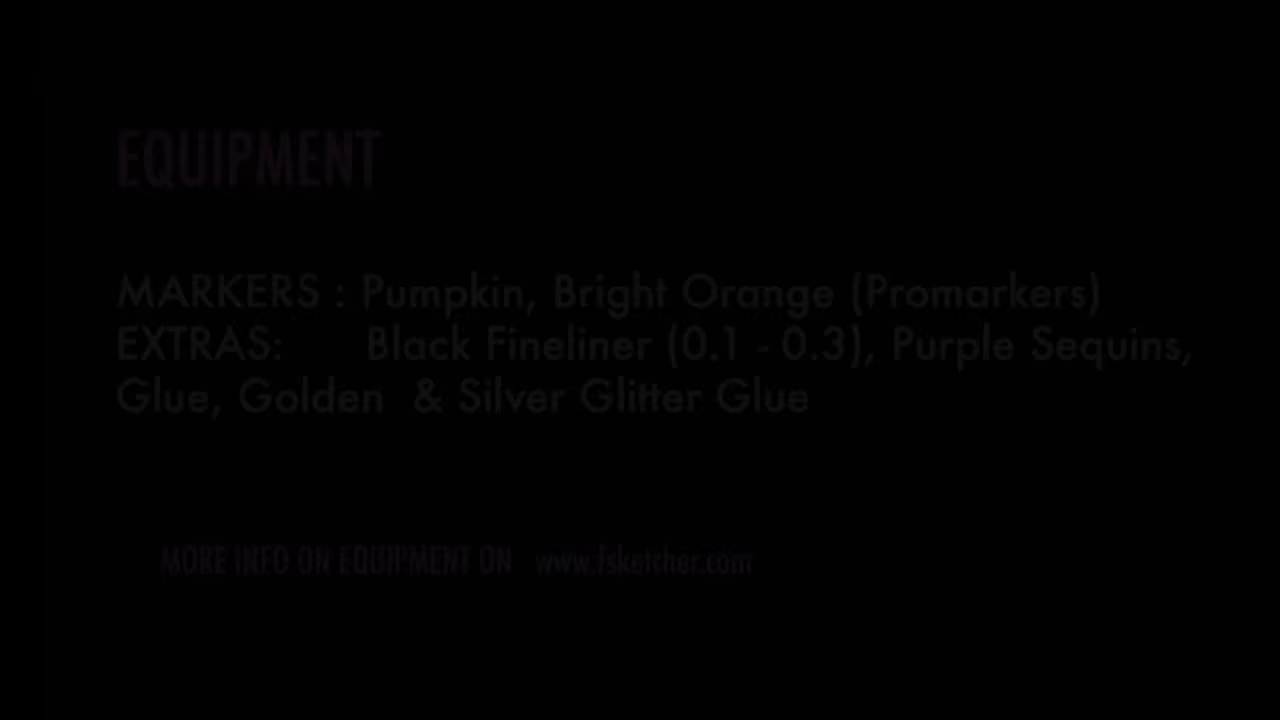 EQUIPMENT
MARKERS : Pumpkin, Bright Orange (Promarkers)
EXTRAS: Black Fineliner (0.1 - 0.3), Purple Sequins,
Glue, Golden & Silver Glitter Glue
MORE INFO ON EQUIPMENT ON www.fsketcher.com